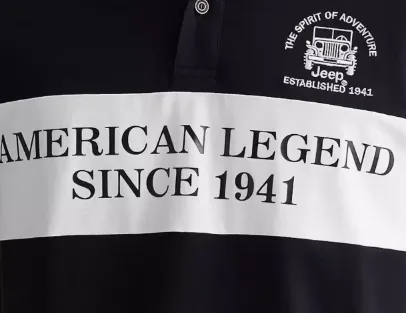 THE SPIRIT OF ADVENTURE
Jeep®
ESTABLISHED 1941
AMERICAN LEGEND
SINCE 1941